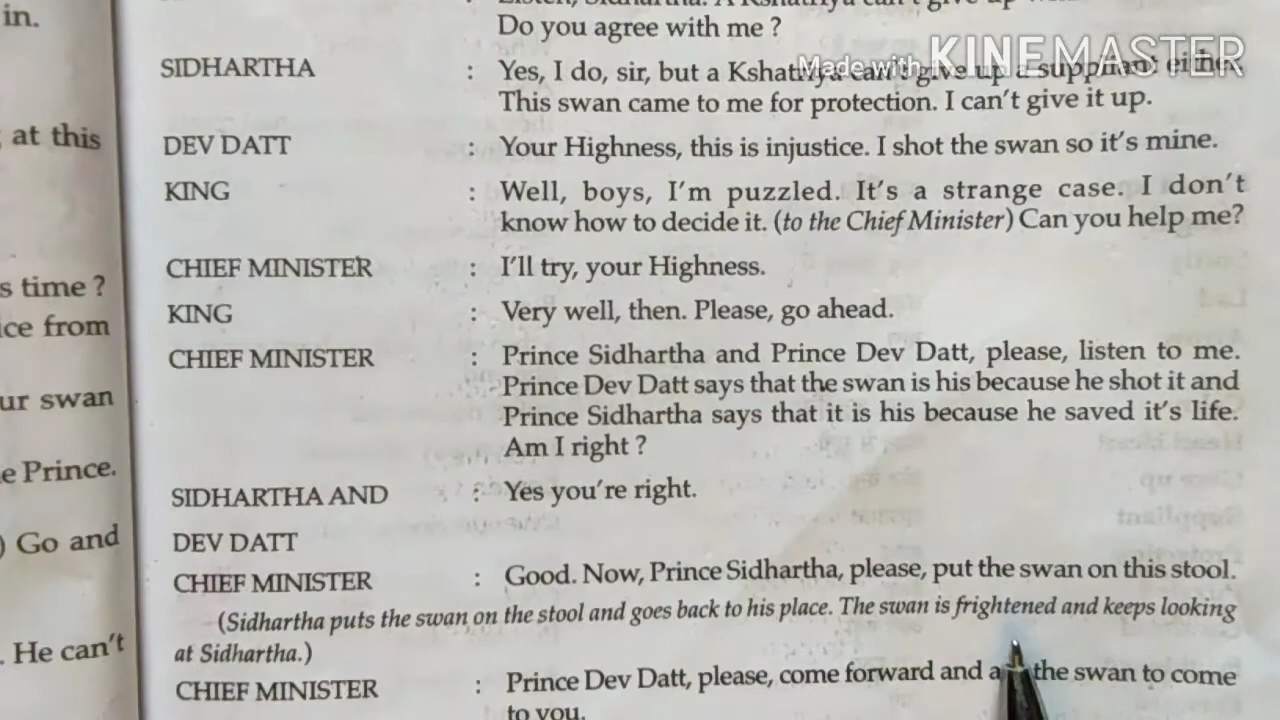 in.
at this
s time ?
ice from
ur swan
e Prince.
) Go and
. He can't
Do you agree with me ?
Made with KINEMASTER
SIDHARTHA : Yes, I do, sir, but a Kshatriya can't give up a suppliant either.
This swan came to me for protection. I can't give it up.
DEV DATT : Your Highness, this is injustice. I shot the swan so it's mine.
KING : Well, boys, I'm puzzled. It's a strange case. I don't
know how to decide it. (to the Chief Minister) Can you help me?
CHIEF MINISTER : I'll try, your Highness.
KING : Very well, then. Please, go ahead.
CHIEF MINISTER : Prince Sidhartha and Prince Dev Datt, please, listen to me.
Prince Dev Datt says that the swan is his because he shot it and
Prince Sidhartha says that it is his because he saved it's life.
Am I right ?
SIDHARTHA AND : Yes you're right.
DEV DATT
CHIEF MINISTER : Good. Now, Prince Sidhartha, please, put the swan on this stool.
(Sidhartha puts the swan on the stool and goes back to his place. The swan is frightened and keeps looking
at Sidhartha.)
CHIEF MINISTER : Prince Dev Datt, please, come forward and the swan to come
to you.